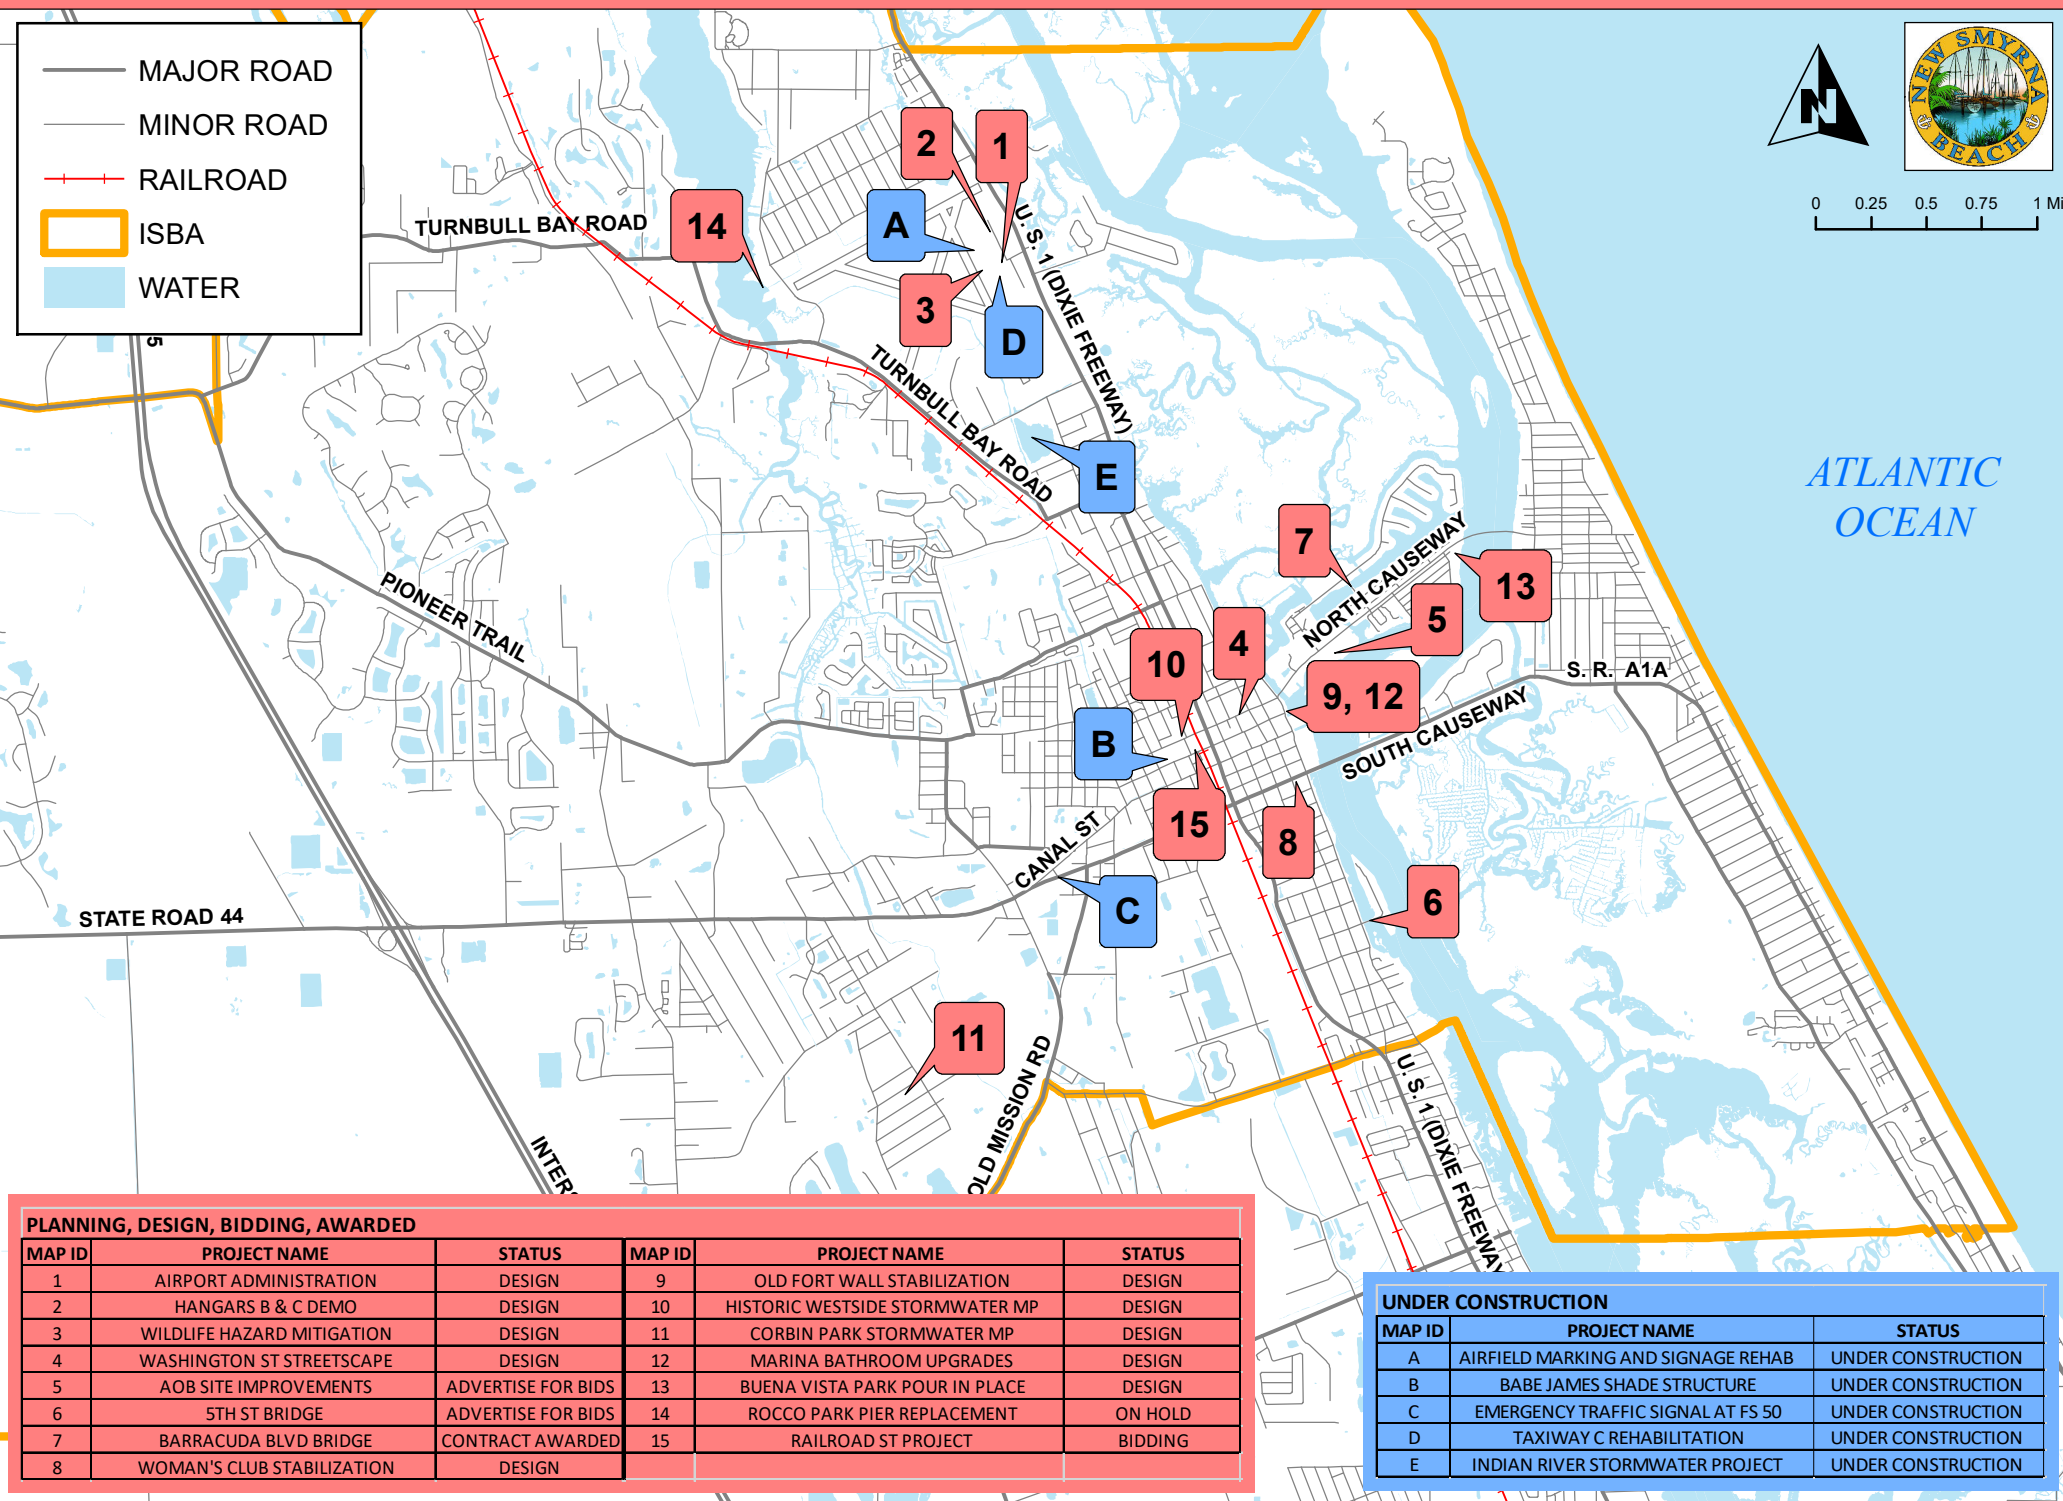 MAJOR ROAD
MINOR ROAD
RAILROAD
ISBA
WATER
N
NEW SMYRNA
BEACH
0 0.25 0.5 0.75 1 Mi
2
1
A
14
TURNBULL BAY ROAD
3
D
U. S. 1 (DIXIE FREEWAY)
5
TURNBULL BAY ROAD
E
ATLANTIC
OCEAN
7
NORTH CAUSEWAY
13
5
PIONEER TRAIL
4
10
9, 12
S. R. A1A
SOUTH CAUSEWAY
B
15
8
CANAL ST
C
6
STATE ROAD 44
11
OLD MISSION RD
U. S. 1 (DIXIE FREEWAY
INTERS
PLANNING, DESIGN, BIDDING, AWARDED
MAP ID PROJECT NAME STATUS MAP ID PROJECT NAME STATUS
1 AIRPORT ADMINISTRATION DESIGN 9 OLD FORT WALL STABILIZATION DESIGN
2 HANGARS B & C DEMO DESIGN 10 HISTORIC WESTSIDE STORMWATER MP DESIGN
3 WILDLIFE HAZARD MITIGATION DESIGN 11 CORBIN PARK STORMWATER MP DESIGN
4 WASHINGTON ST STREETSCAPE DESIGN 12 MARINA BATHROOM UPGRADES DESIGN
5 AOB SITE IMPROVEMENTS ADVERTISE FOR BIDS 13 BUENA VISTA PARK POUR IN PLACE DESIGN
6 5TH ST BRIDGE ADVERTISE FOR BIDS 14 ROCCO PARK PIER REPLACEMENT ON HOLD
7 BARRACUDA BLVD BRIDGE CONTRACT AWARDED 15 RAILROAD ST PROJECT BIDDING
8 WOMAN'S CLUB STABILIZATION DESIGN
UNDER CONSTRUCTION
MAP ID PROJECT NAME STATUS
A AIRFIELD MARKING AND SIGNAGE REHAB UNDER CONSTRUCTION
B BABE JAMES SHADE STRUCTURE UNDER CONSTRUCTION
C EMERGENCY TRAFFIC SIGNAL AT FS 50 UNDER CONSTRUCTION
D TAXIWAY C REHABILITATION UNDER CONSTRUCTION
E INDIAN RIVER STORMWATER PROJECT UNDER CONSTRUCTION